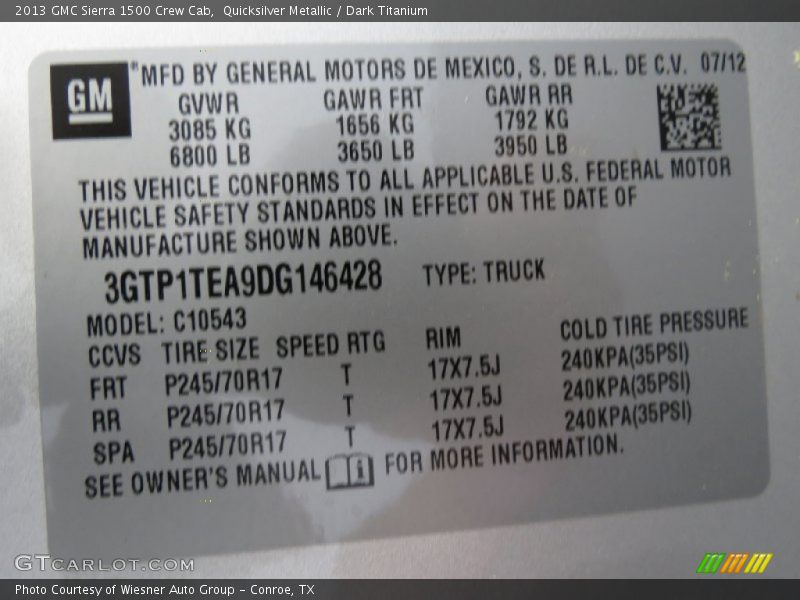 2013 GMC Sierra 1500 Crew Cab,  Quicksilver Metallic / Dark Titanium
GM ® MFD BY GENERAL MOTORS DE MEXICO, S. DE R.L. DE C.V. 07/12
GVWR GAWR FRT GAWR RR
3085 KG 1656 KG 1792 KG
6800 LB 3650 LB 3950 LB
THIS VEHICLE CONFORMS TO ALL APPLICABLE U.S. FEDERAL MOTOR
VEHICLE SAFETY STANDARDS IN EFFECT ON THE DATE OF
MANUFACTURE SHOWN ABOVE.
3GTP1TEA9DG146428 TYPE: TRUCK
MODEL: C10543
CCVS TIRE SIZE SPEED RTG RIM COLD TIRE PRESSURE
FRT P245/70R17 T 17X7.5J 240KPA(35PSI)
RR P245/70R17 T 17X7.5J 240KPA(35PSI)
SPA P245/70R17 T 17X7.5J 240KPA(35PSI)
SEE OWNER'S MANUAL i FOR MORE INFORMATION.
GTCARLOT.COM
Photo Courtesy of Wiesner Auto Group – Conroe, TX